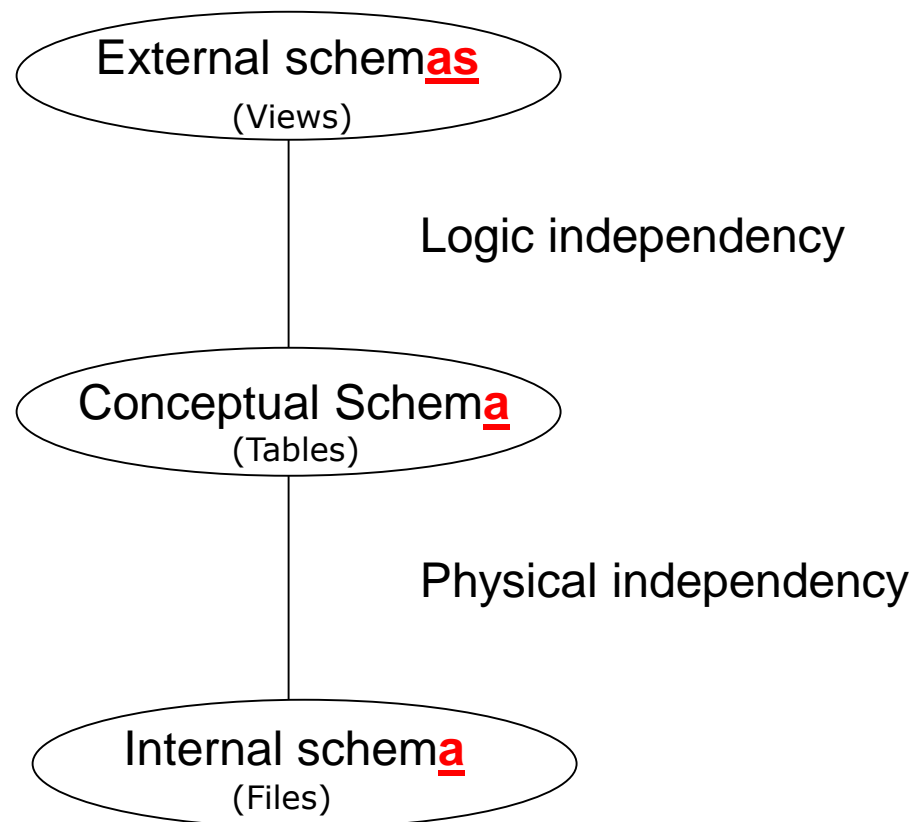 External schemas
(Views)
Logic independency
Conceptual Schema
(Tables)
Physical independency
Internal schema
(Files)